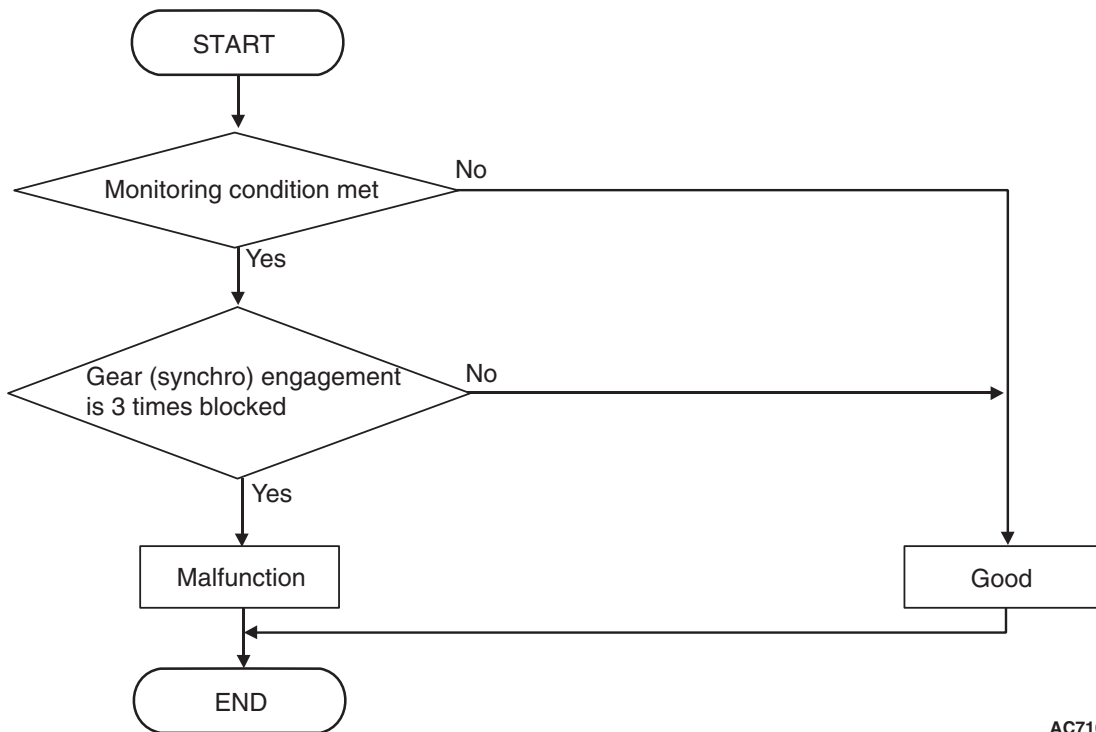 START
Monitoring condition met
No
Yes
Gear (synchro) engagement
is 3 times blocked
No
Yes
Malfunction
Good
END